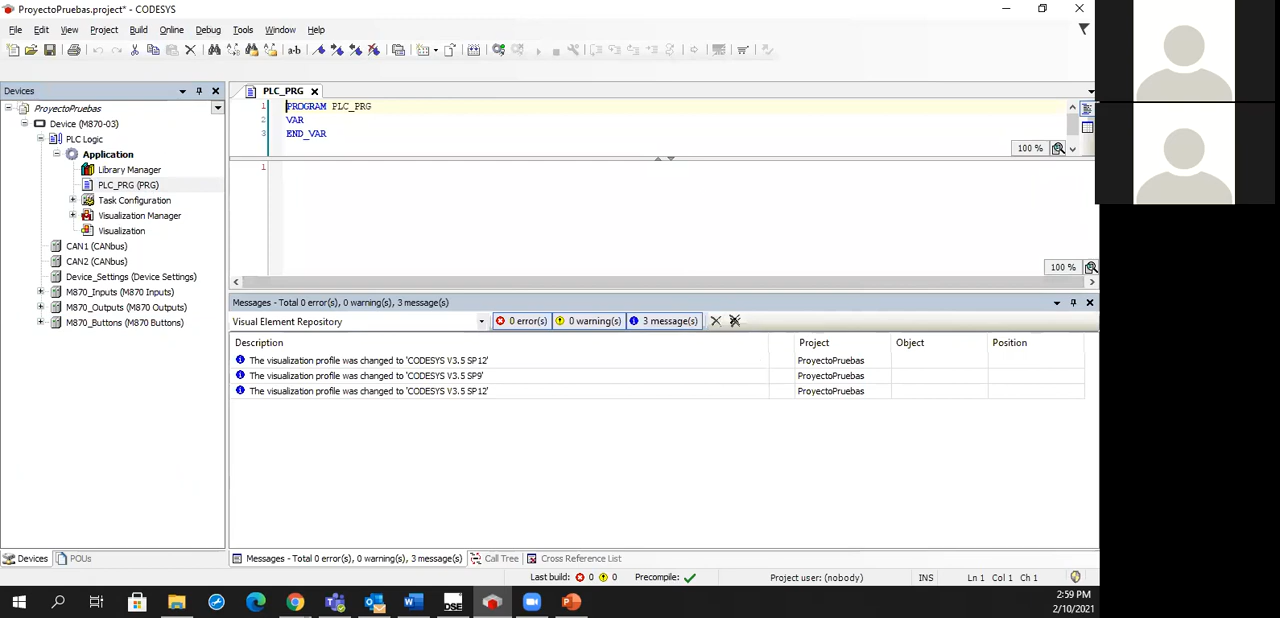 ProyectoPruebas.project* - CODESYS
File Edit View Project Build Online Debug Tools Window Help
Devices
ProyectoPruebas
Device (M870-03)
PLC Logic
Application
Library Manager
PLC_PRG (PRG)
Task Configuration
Visualization Manager
Visualization
CAN1 (CANbus)
CAN2 (CANbus)
Device_Settings (Device Settings)
M870_Inputs (M870 Inputs)
M870_Outputs (M870 Outputs)
M870_Buttons (M870 Buttons)
Devices POUs
PLC_PRG
1 PROGRAM PLC_PRG
2 VAR
3 END_VAR
100 %
1
100 %
Messages - Total 0 error(s), 0 warning(s), 3 message(s)
Visual Element Repository 0 error(s) 0 warning(s) 3 message(s)
Description Project Object Position
The visualization profile was changed to 'CODESYS V3.5 SP12' ProyectoPruebas
The visualization profile was changed to 'CODESYS V3.5 SP9' ProyectoPruebas
The visualization profile was changed to 'CODESYS V3.5 SP12' ProyectoPruebas
Messages - Total 0 error(s), 0 warning(s), 3 message(s) Call Tree Cross Reference List
Last build: 0 0 Precompile: Project user: (nobody) INS Ln 1 Col 1 Ch 1
DSE
2:59 PM
2/10/2021